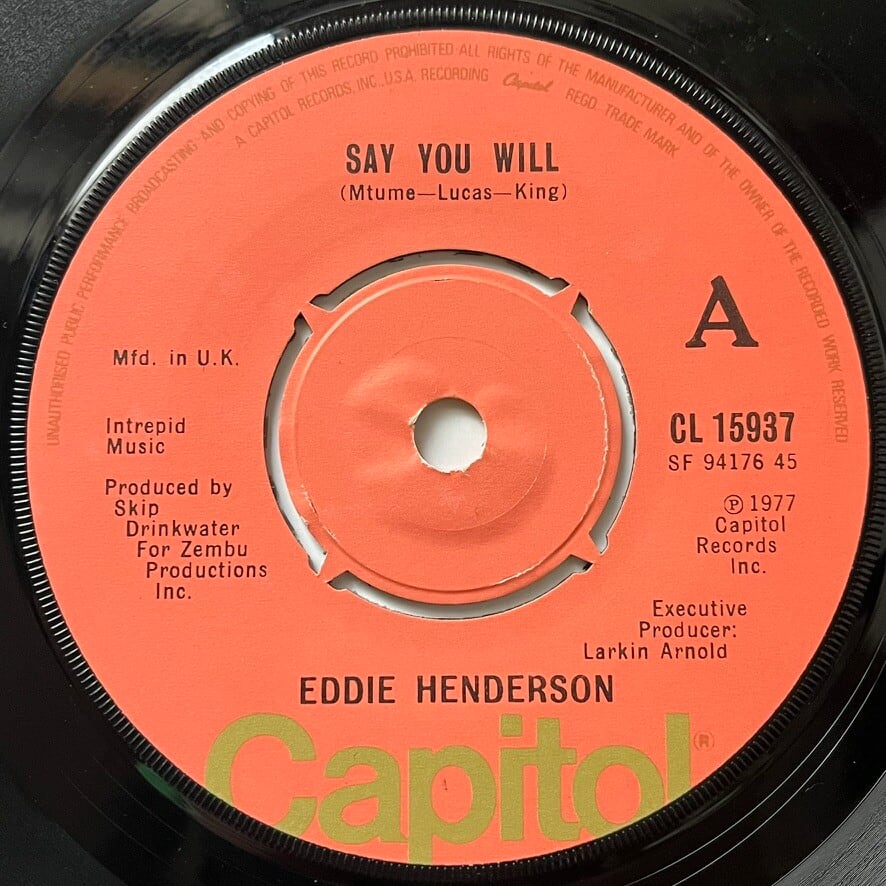 UNAUTHORISED PUBLIC PERFORMANCE BROADCASTING AND COPYING OF THIS RECORD PROHIBITED ALL RIGHTS OF THE MANUFACTURER AND OF THE OWNER OF THE RECORDED WORK RESERVED
A CAPITOL RECORDS, INC., U.S.A. RECORDING Capitol REGD. TRADE MARK
SAY YOU WILL
(Mtume—Lucas—King)
A
Mfd. in U.K.
Intrepid
Music
CL 15937
SF 94176 45
Produced by
Skip
Drinkwater
For Zembu
Productions
Inc.
℗ 1977
Capitol
Records
Inc.
Executive
Producer:
Larkin Arnold
EDDIE HENDERSON
Capitol®